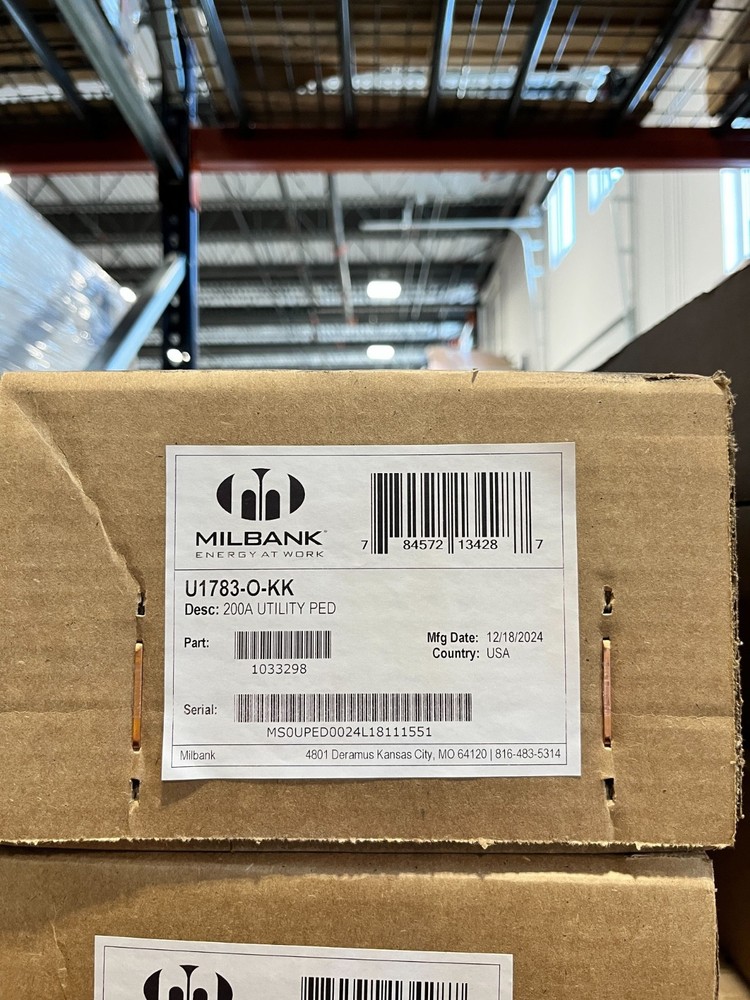 MILBANK
ENERGY AT WORK
7 84572 13428 7
U1783-O-KK
Desc: 200A UTILITY PED
Part:
1033298
Mfg Date: 12/18/2024
Country: USA
Serial:
MS0UPED0024L18111551
Milbank 4801 Deramus Kansas City, MO 64120 | 816-483-5314